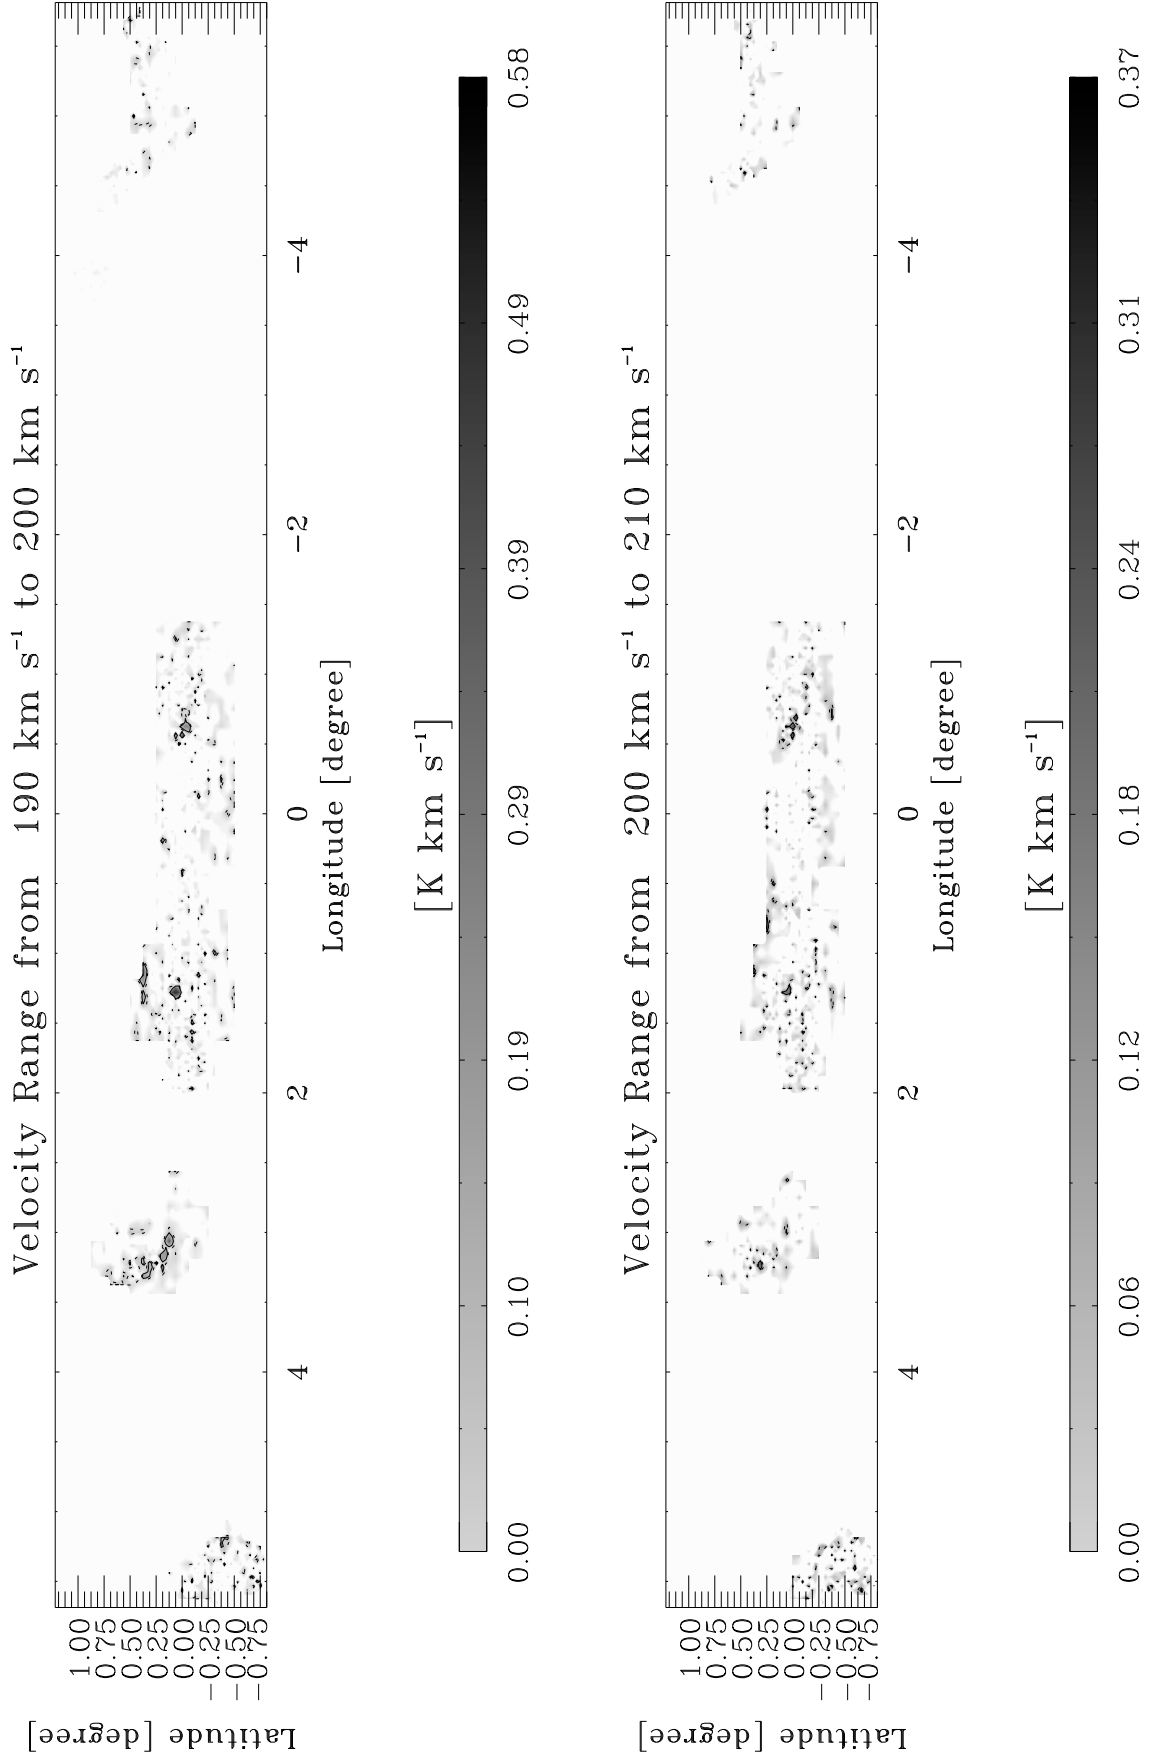 Velocity Range from 190 km s⁻¹ to 200 km s⁻¹
1.00
0.75
0.50
0.25
0.00
−0.25
−0.50
−0.75
Latitude [degree]
4 2 0 −2 −4
Longitude [degree]
[K km s⁻¹]
0.00 0.10 0.19 0.29 0.39 0.49 0.58
Velocity Range from 200 km s⁻¹ to 210 km s⁻¹
1.00
0.75
0.50
0.25
0.00
−0.25
−0.50
−0.75
Latitude [degree]
4 2 0 −2 −4
Longitude [degree]
[K km s⁻¹]
0.00 0.06 0.12 0.18 0.24 0.31 0.37